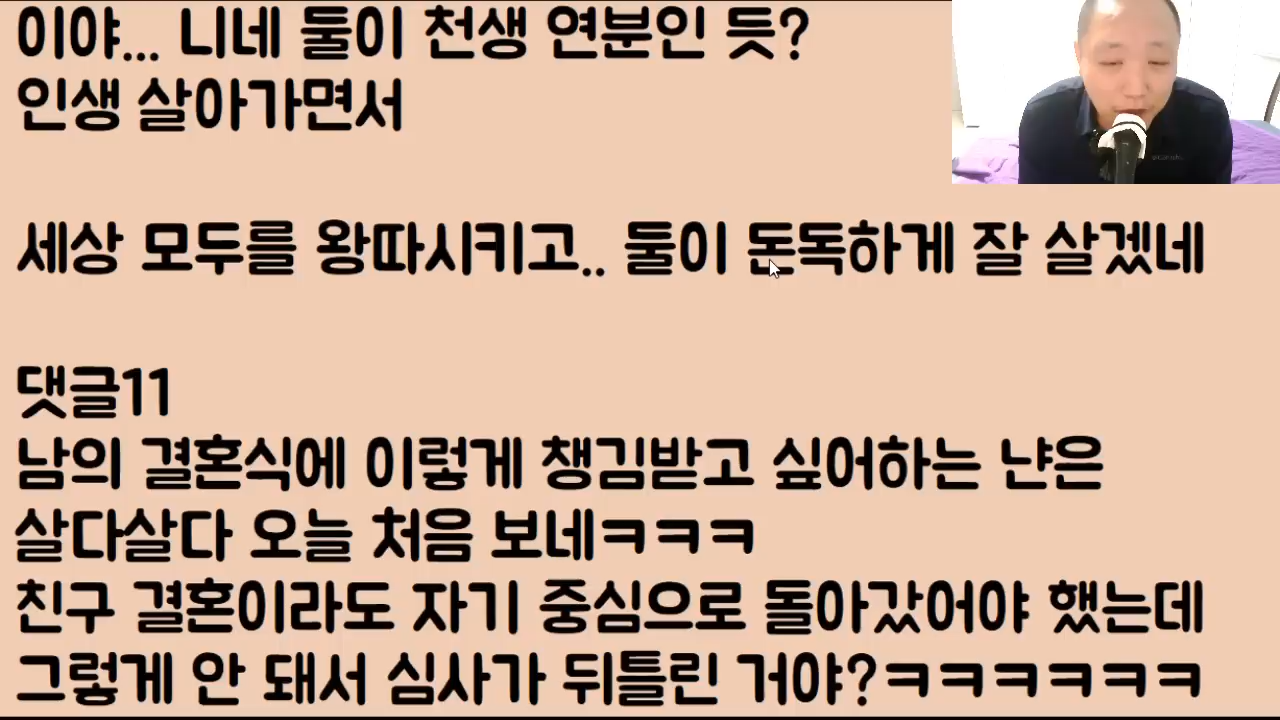 이야... 니네 둘이 천생 연분인 듯?
인생 살아가면서
세상 모두를 왕따시키고.. 둘이 돈독하게 잘 살겠네
댓글11
남의 결혼식에 이렇게 챙김받고 싶어하는 냔은
살다살다 오늘 처음 보네ㅋㅋㅋ
친구 결혼이라도 자기 중심으로 돌아갔어야 했는데
그렇게 안 돼서 심사가 뒤틀린 거야?ㅋㅋㅋㅋㅋㅋ